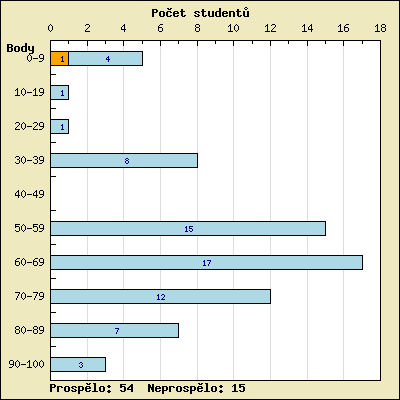 Počet studentů
0 2 4 6 8 10 12 14 16 18
Body
0-9 1 4
10-19 1
20-29 1
30-39 8
40-49
50-59 15
60-69 17
70-79 12
80-89 7
90-100 3
Prospělo: 54 Neprospělo: 15